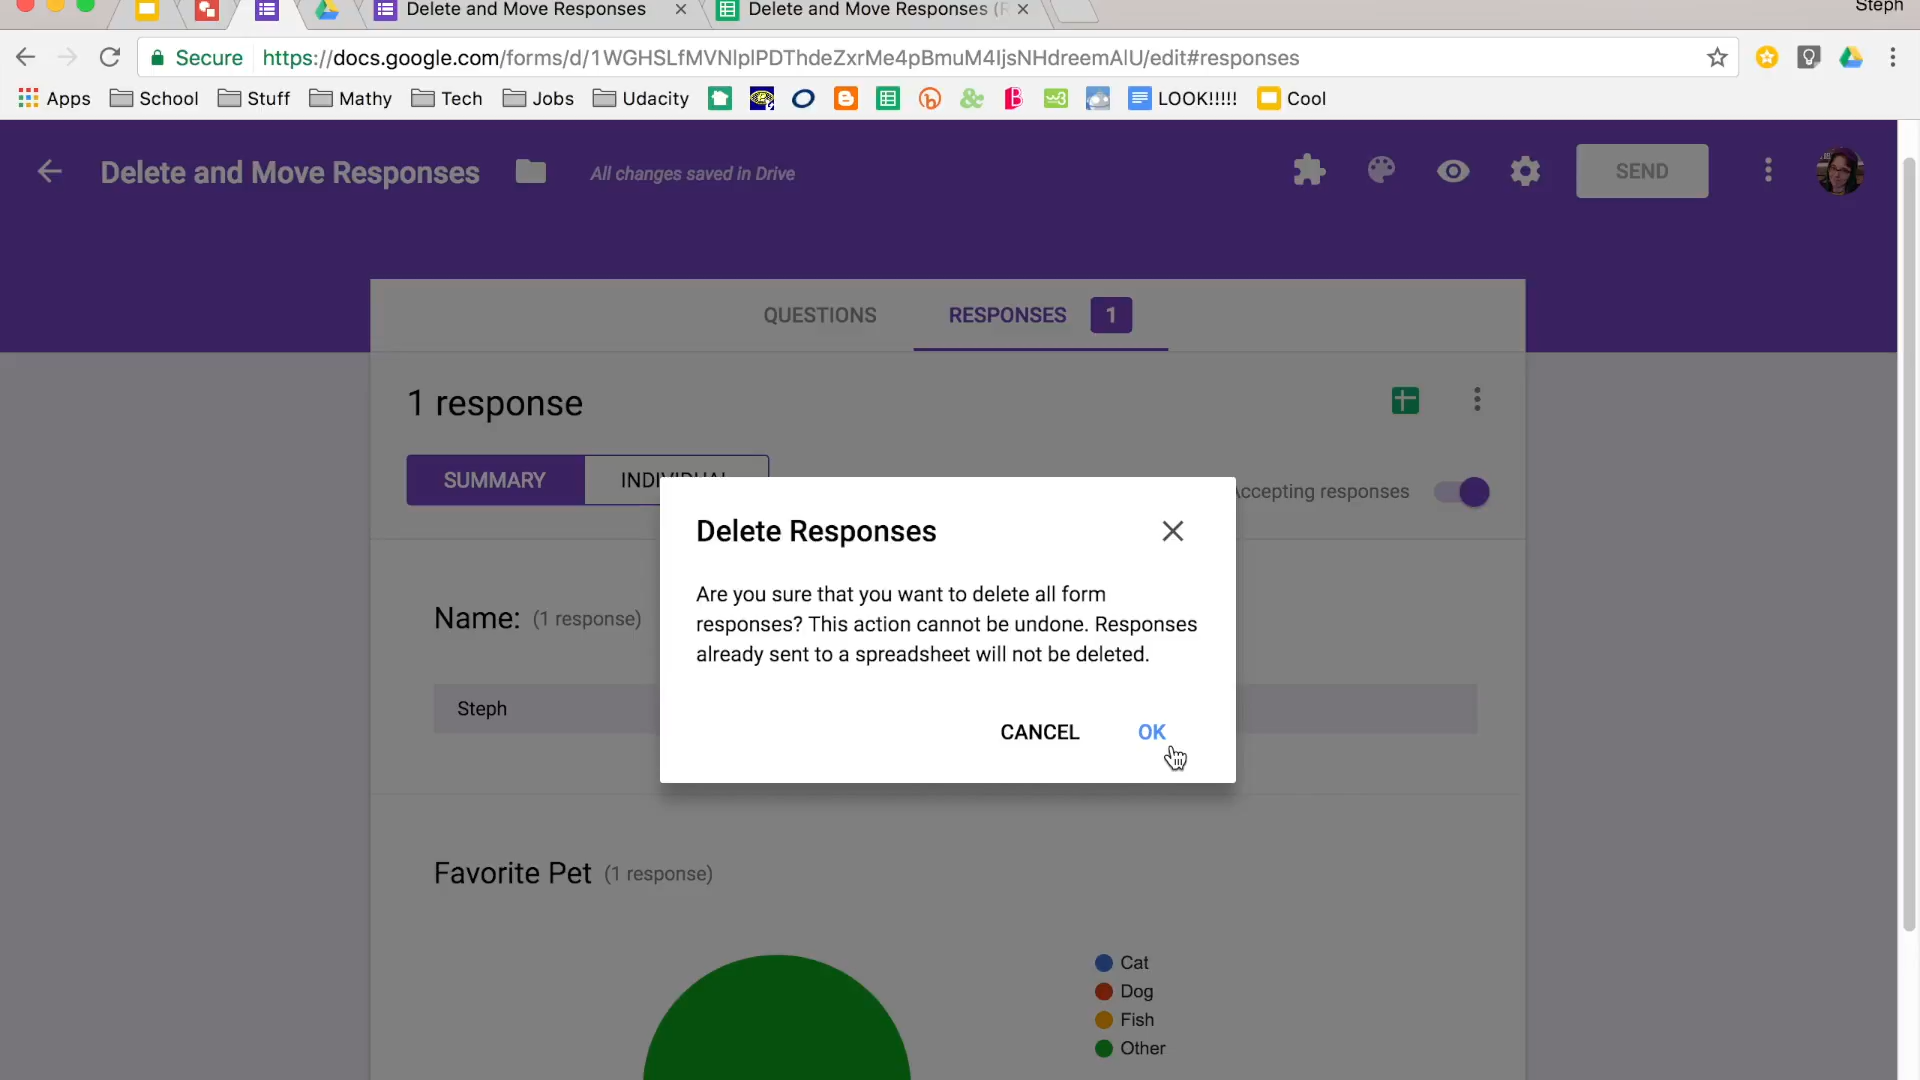 Steph
Delete and Move Responses
Delete and Move Responses (R
Secure https://docs.google.com/forms/d/1WGHSLfMVNlplPDThdeZxrMe4pBmuM4ljsNHdreemAlU/edit#responses
Apps School Stuff Mathy Tech Jobs Udacity LOOK!!!!! Cool
Delete and Move Responses All changes saved in Drive SEND
QUESTIONS RESPONSES 1
1 response
SUMMARY INDIVIDUAL
Accepting responses
Delete Responses
Are you sure that you want to delete all form
responses? This action cannot be undone. Responses
already sent to a spreadsheet will not be deleted.
CANCEL OK
Name: (1 response)
Steph
Favorite Pet (1 response)
Cat
Dog
Fish
Other